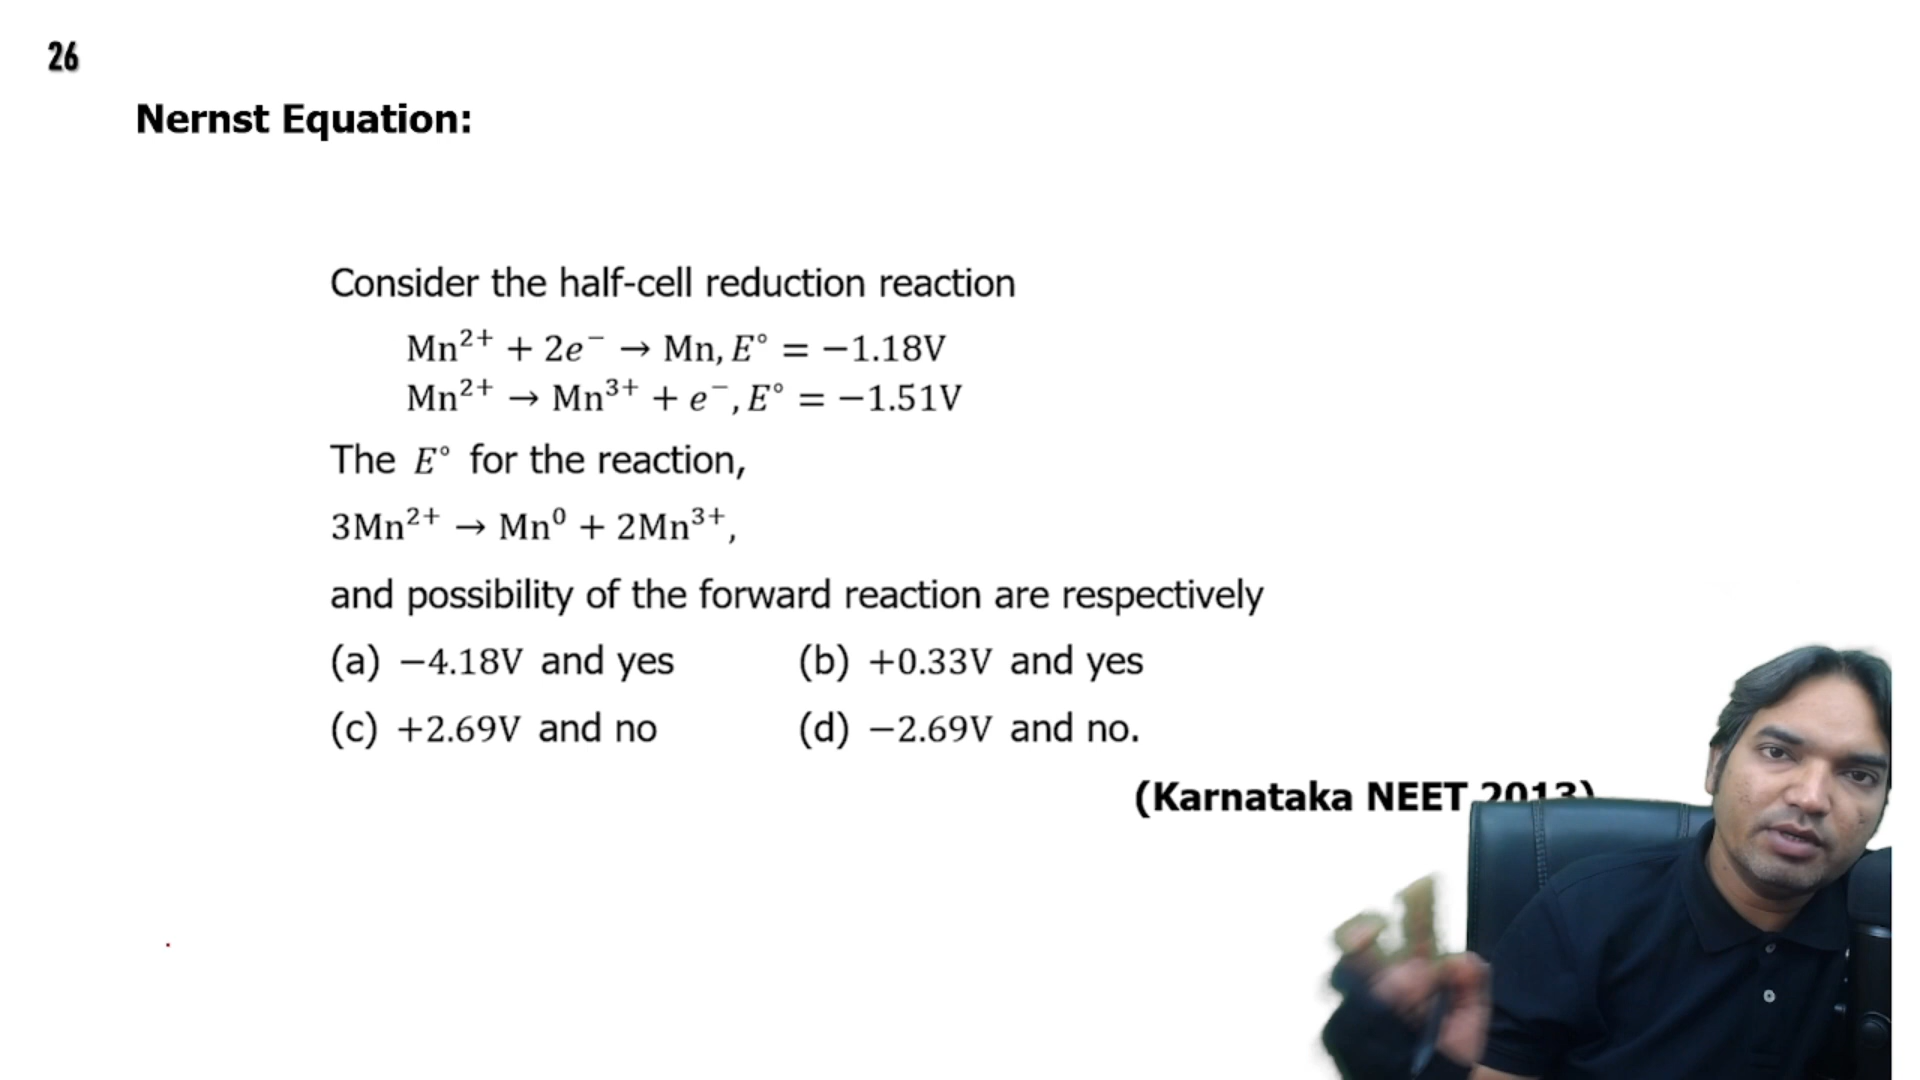 26
Nernst Equation:
Consider the half-cell reduction reaction
Mn²⁺ + 2e⁻ → Mn, E° = −1.18V
Mn²⁺ → Mn³⁺ + e⁻, E° = −1.51V
The E° for the reaction,
3Mn²⁺ → Mn⁰ + 2Mn³⁺,
and possibility of the forward reaction are respectively
(a) −4.18V and yes (b) +0.33V and yes
(c) +2.69V and no (d) −2.69V and no.
(Karnataka NEET 2013)